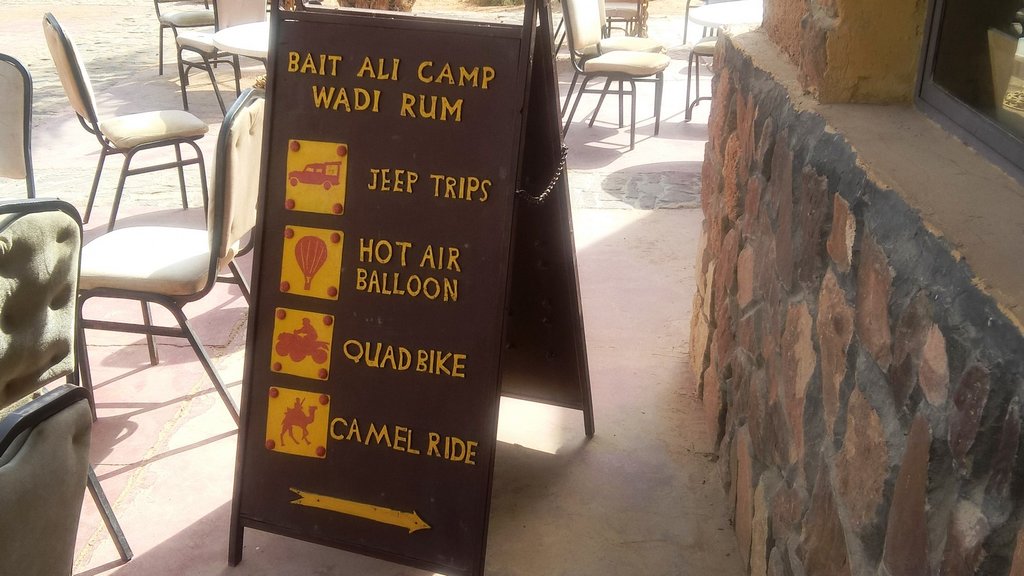 BAIT ALI CAMP
WADI RUM
JEEP TRIPS
HOT AIR
BALLOON
QUAD BIKE
CAMEL RIDE